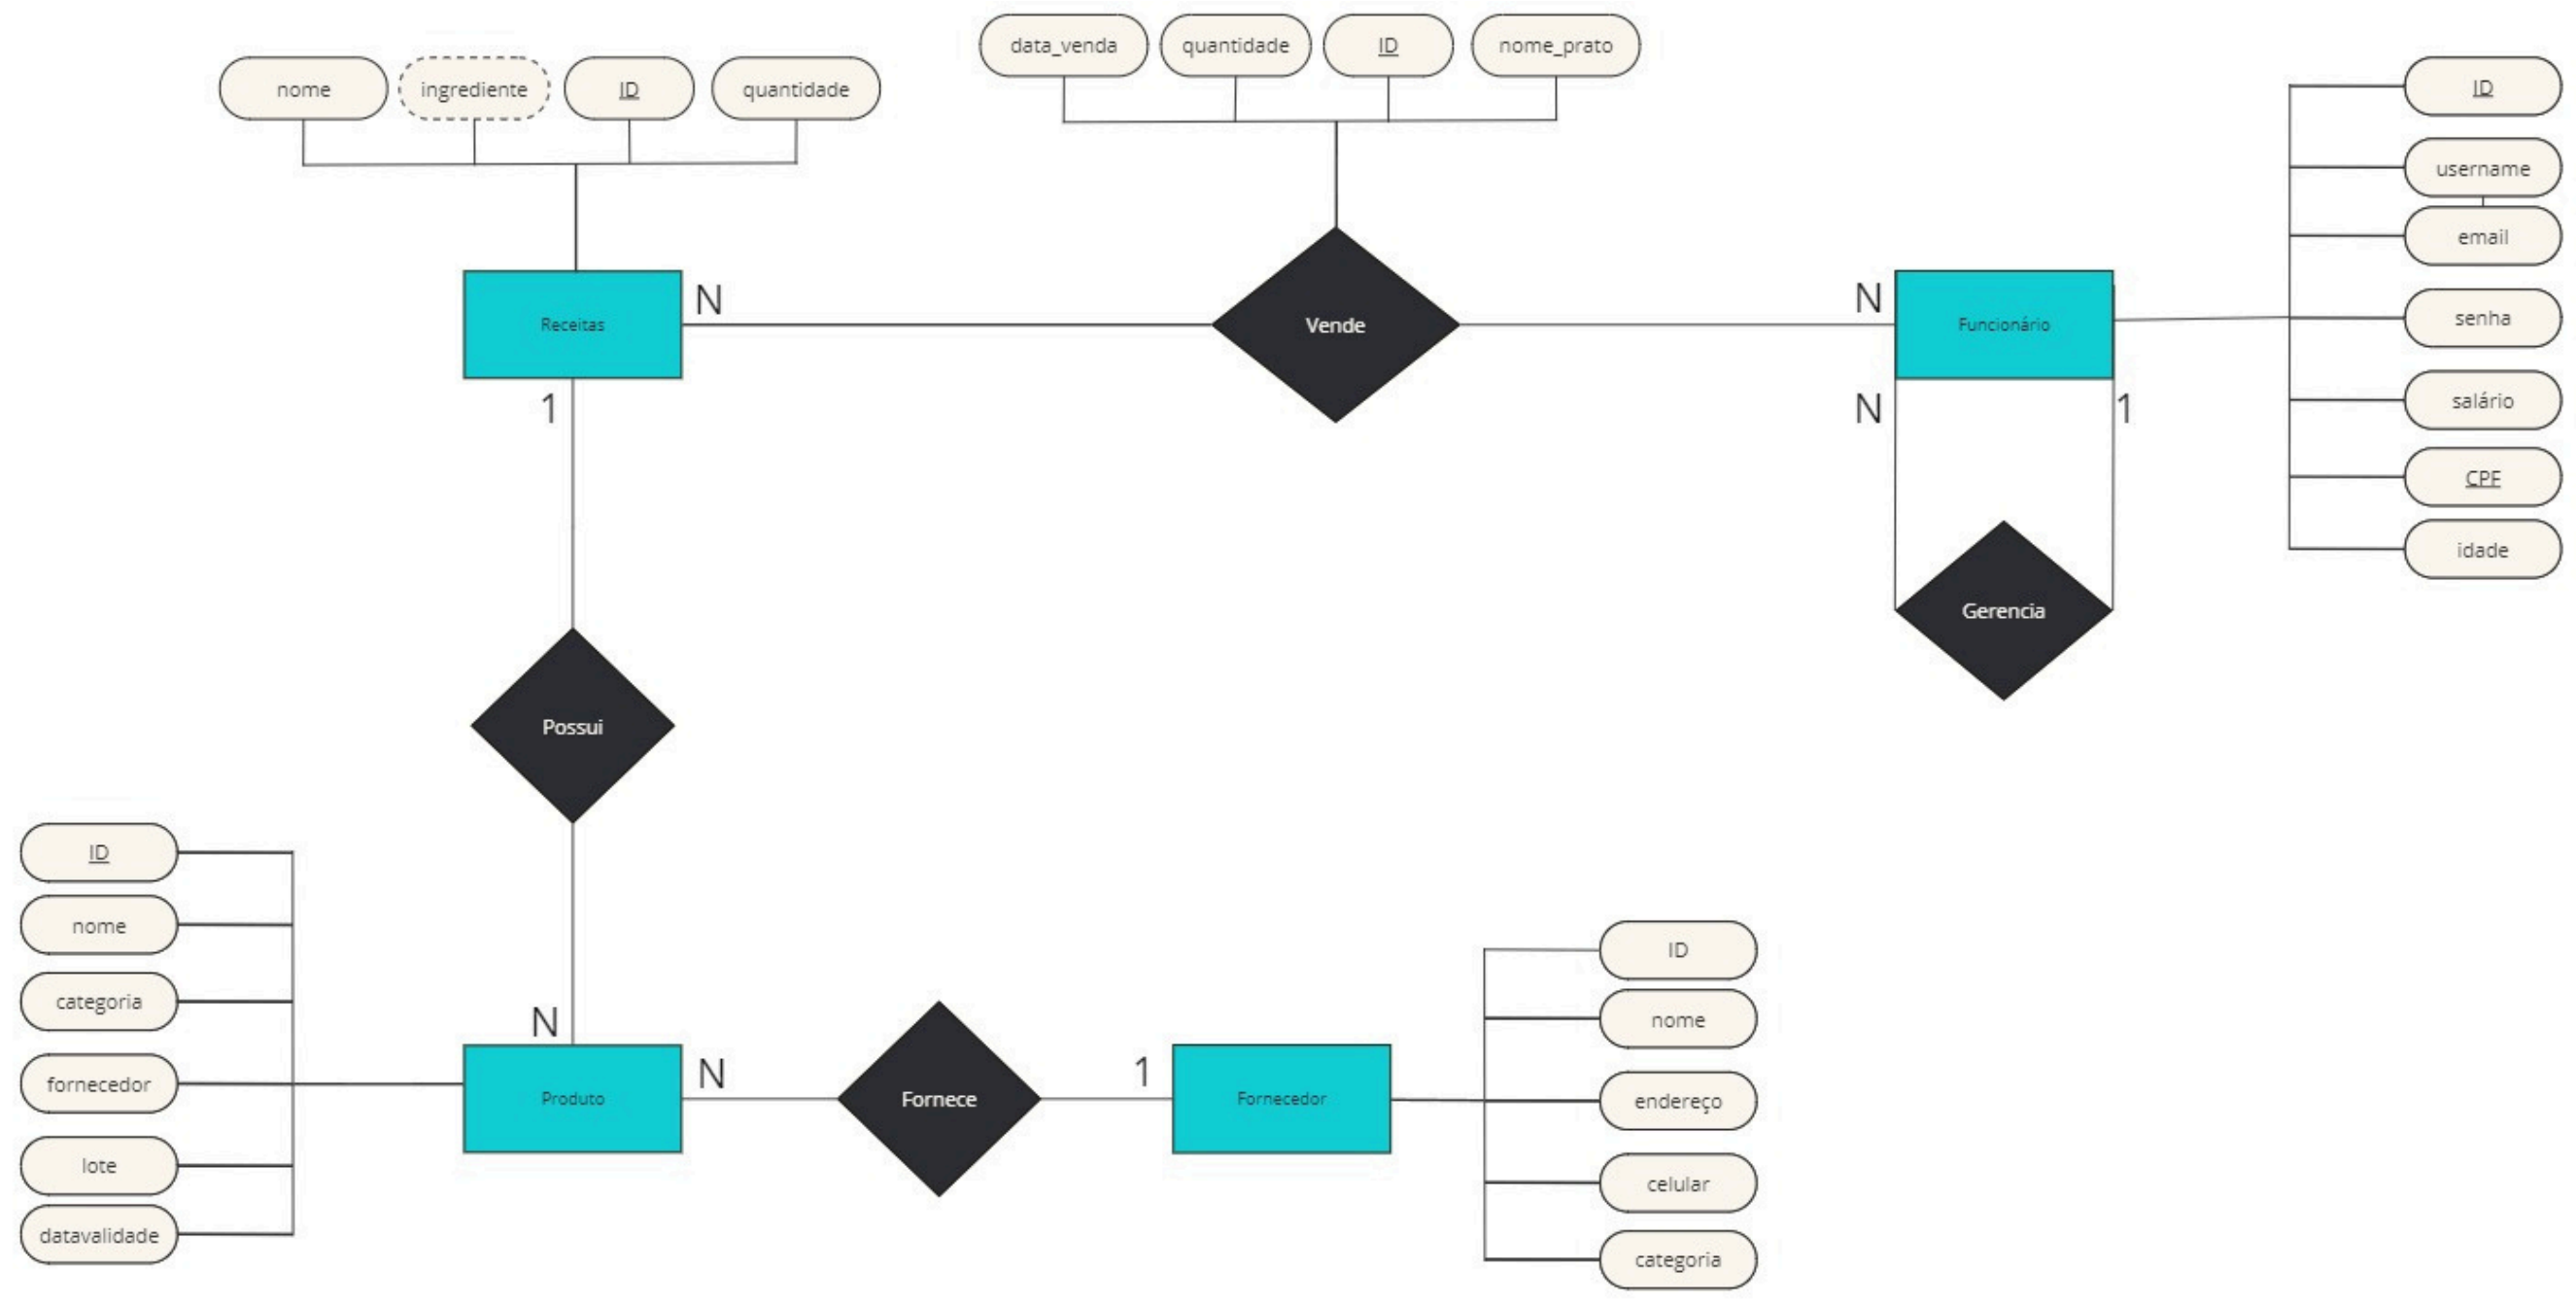 data_venda
quantidade
ID
nome_prato
nome
ingrediente
ID
quantidade
ID
username
email
senha
salário
CPF
idade
Receitas
N
Vende
N
Funcionário
1
N
1
Gerencia
Possui
ID
nome
categoria
fornecedor
lote
datavalidade
N
Produto
N
Fornece
1
Fornecedor
ID
nome
endereço
celular
categoria